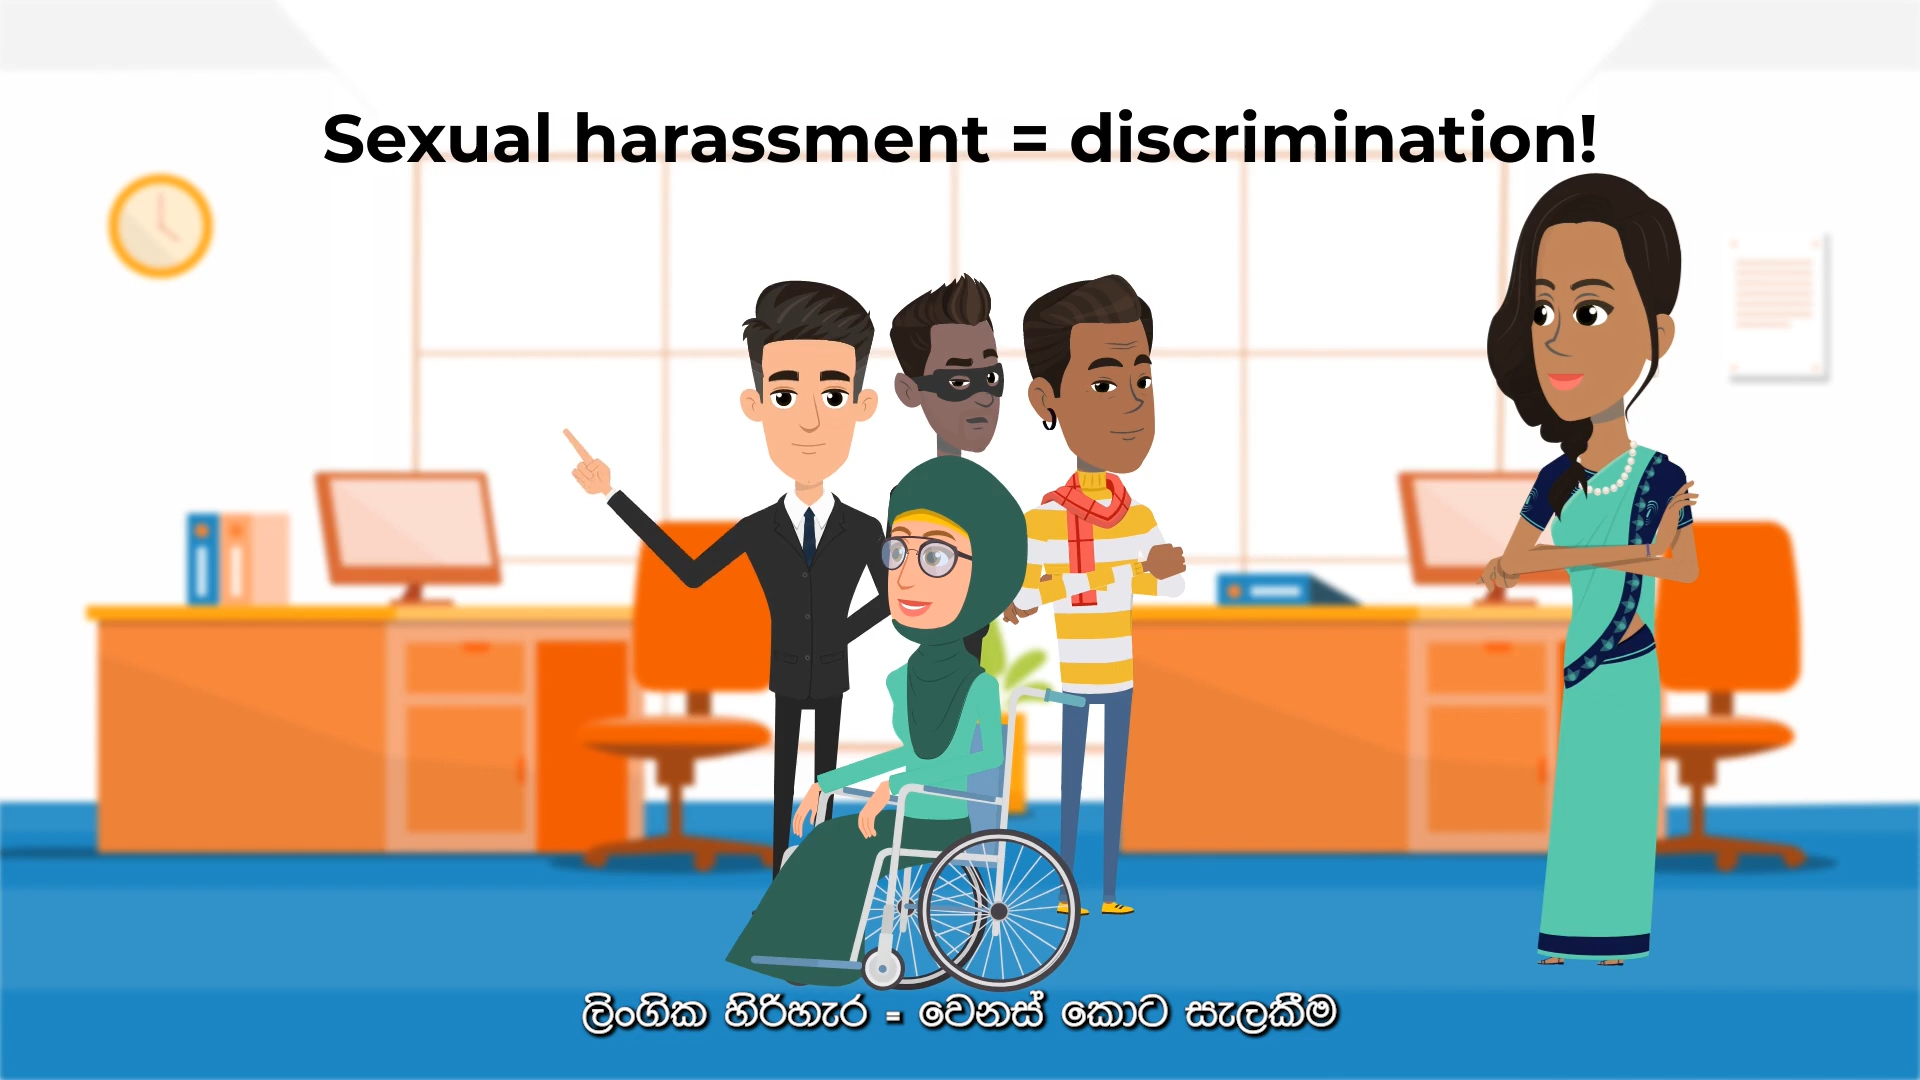 Sexual harassment = discrimination!
ලිංගික හිරිහැර = වෙනස් කොට සැලකීම